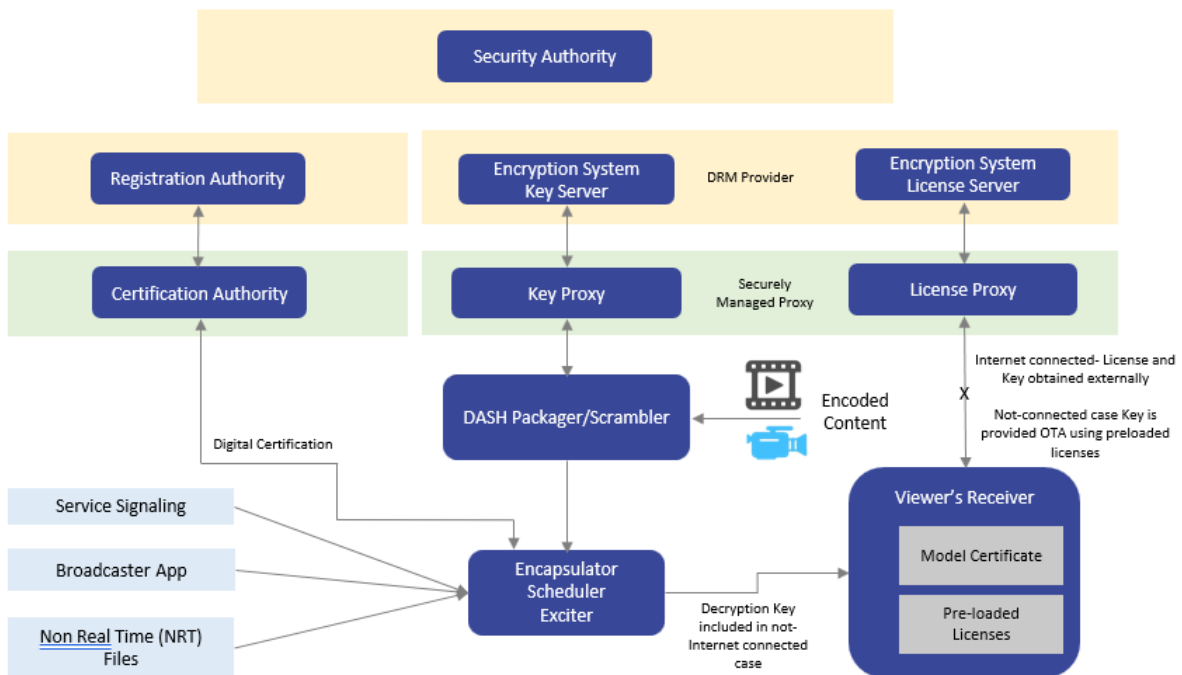 Security Authority
Registration Authority
Encryption System
Key Server
DRM Provider
Encryption System
License Server
Certification Authority
Key Proxy
Securely
Managed Proxy
License Proxy
Internet connected- License and
Key obtained externally
X
Not-connected case Key is
provided OTA using preloaded
licenses
DASH Packager/Scrambler
Encoded
Content
Digital Certification
Service Signaling
Broadcaster App
Non Real Time (NRT)
Files
Encapsulator
Scheduler
Exciter
Decryption Key
included in not-
Internet connected
case
Viewer's Receiver
Model Certificate
Pre-loaded
Licenses